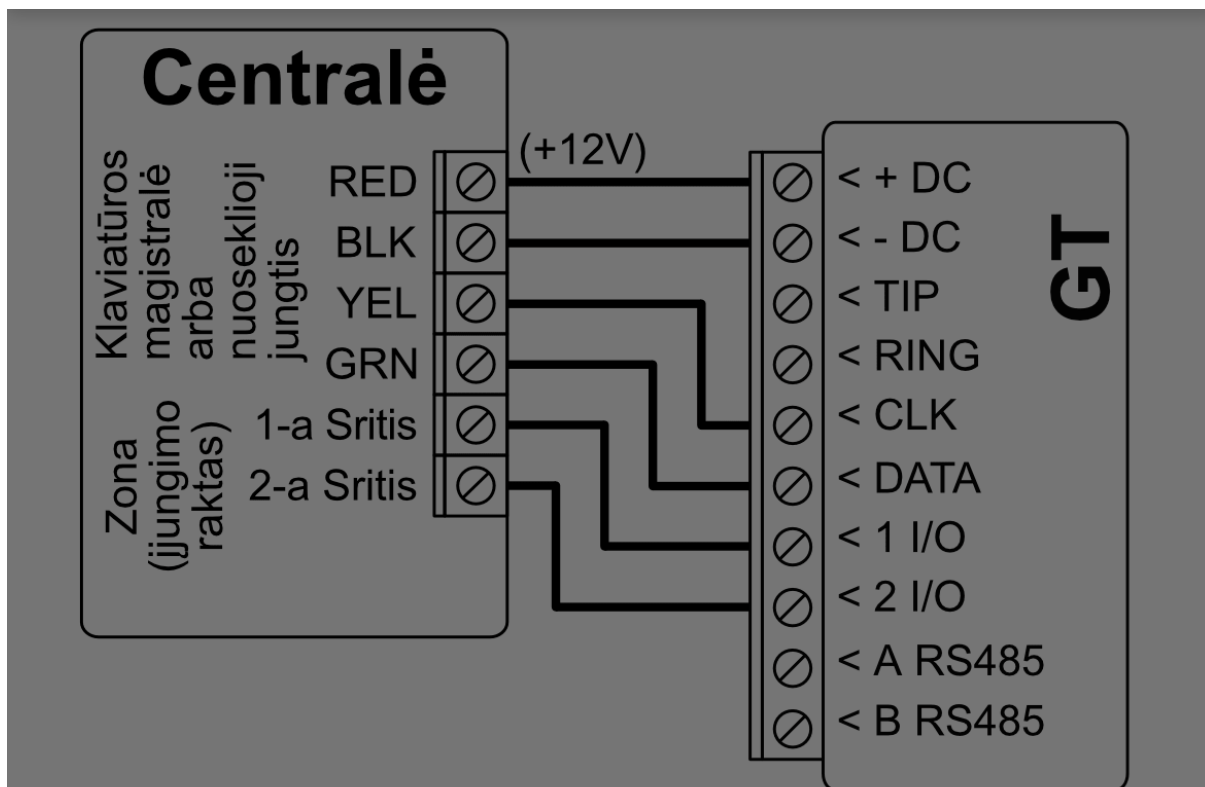 Centralė
Klaviatūros
magistralė
arba
nuoseklioji
jungtis
Zona
(įjungimo
raktas)
RED
BLK
YEL
GRN
1-a Sritis
2-a Sritis
(+12V)
< + DC
< - DC
< TIP
< RING
< CLK
< DATA
< 1 I/O
< 2 I/O
< A RS485
< B RS485
GT